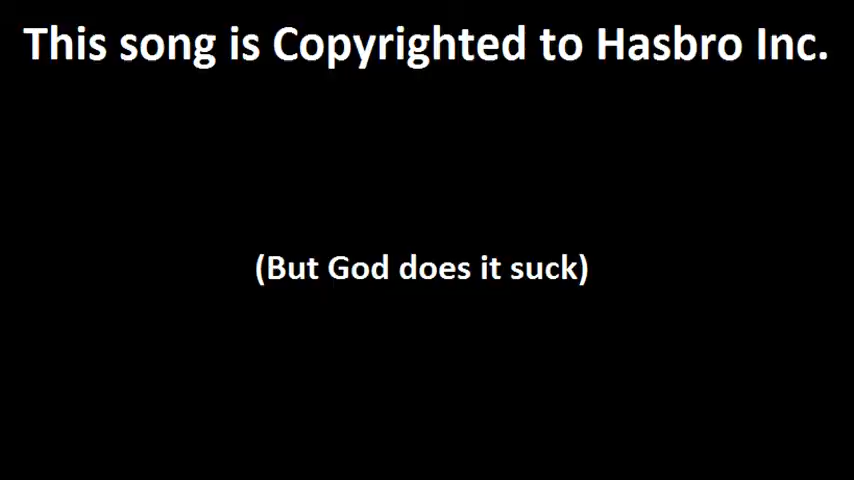 This song is Copyrighted to Hasbro Inc.
(But God does it suck)